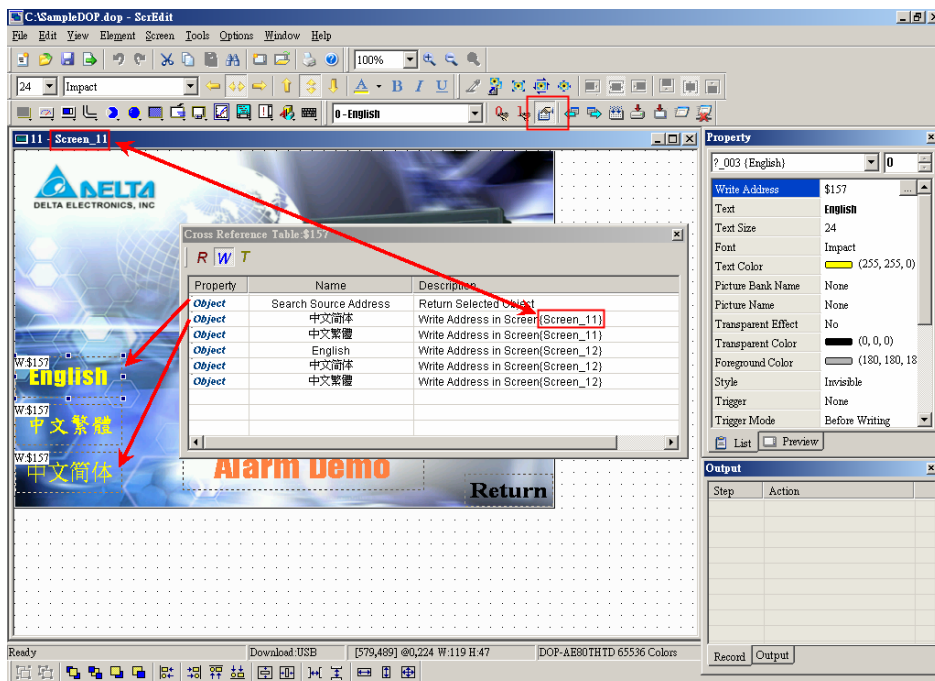 C:\SampleDOP.dop - ScrEdit
File Edit View Element Screen Tools Options Window Help
100%
24 Impact A B I U
0 - English
11 - Screen_11
DELTA
DELTA ELECTRONICS, INC
W:$157
English
W:$157
中文繁體
W:$157
中文简体
Alarm Demo
Return
Cross Reference Table:$157
R W T
Property Name Description
Object Search Source Address Return Selected Object
Object 中文简体 Write Address in Screen{Screen_11}
Object 中文繁體 Write Address in Screen{Screen_11}
Object English Write Address in Screen{Screen_12}
Object 中文简体 Write Address in Screen{Screen_12}
Object 中文繁體 Write Address in Screen{Screen_12}
Property
?_003 {English} 0
Write Address $157 ...
Text English
Text Size 24
Font Impact
Text Color (255, 255, 0)
Picture Bank Name None
Picture Name None
Transparent Effect No
Transparent Color (0, 0, 0)
Foreground Color (180, 180, 18
Style Invisible
Trigger None
Trigger Mode Before Writing
List Preview
Output
Step Action
Record Output
Ready Download:USB [579,489] @0,224 W:119 H:47 DOP-AE80THTD 65536 Colors